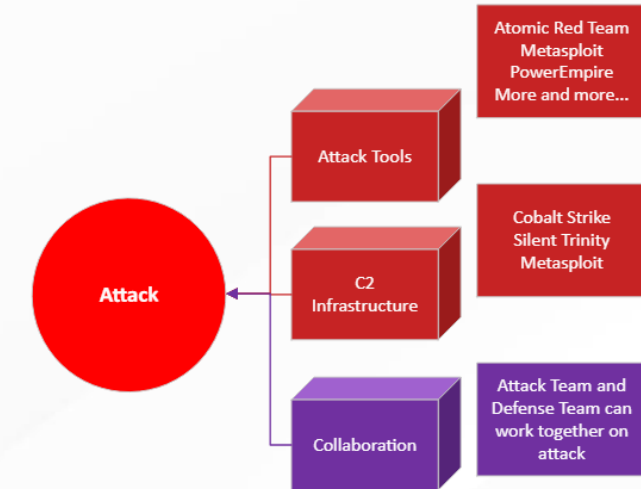 Atomic Red Team
Metasploit
PowerEmpire
More and more...
Attack Tools
Cobalt Strike
Silent Trinity
Metasploit
C2
Infrastructure
Attack
Attack Team and
Defense Team can
work together on
attack
Collaboration